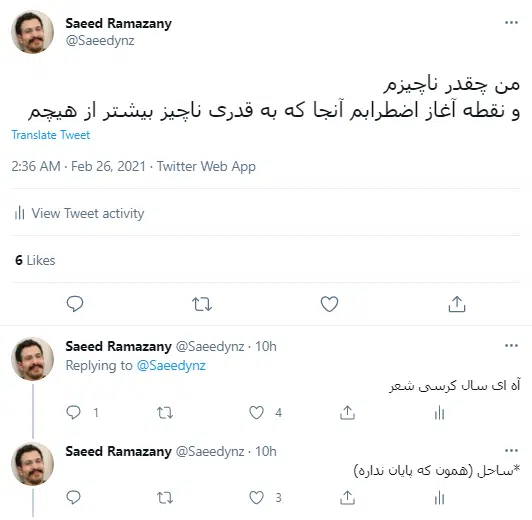 Saeed Ramazany
@Saeedynz
من چقدر ناچیزم
و نقطه آغاز اضطرابم آنجا که به قدری ناچیز بیشتر از هیچم
Translate Tweet
2:36 AM · Feb 26, 2021 · Twitter Web App
View Tweet activity
6 Likes
Saeed Ramazany @Saeedynz · 10h
Replying to @Saeedynz
آه ای سال کرسی شعر
1 4
Saeed Ramazany @Saeedynz · 10h
*ساحل (همون که پایان نداره)
3